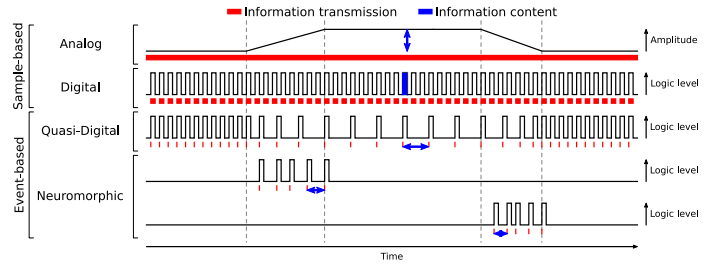 Information transmission
Information content
Sample-based
Analog
Amplitude
Digital
Logic level
Event-based
Quasi-Digital
Logic level
Neuromorphic
Logic level
Logic level
Time